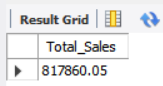 Result Grid
Total_Sales
817860.05